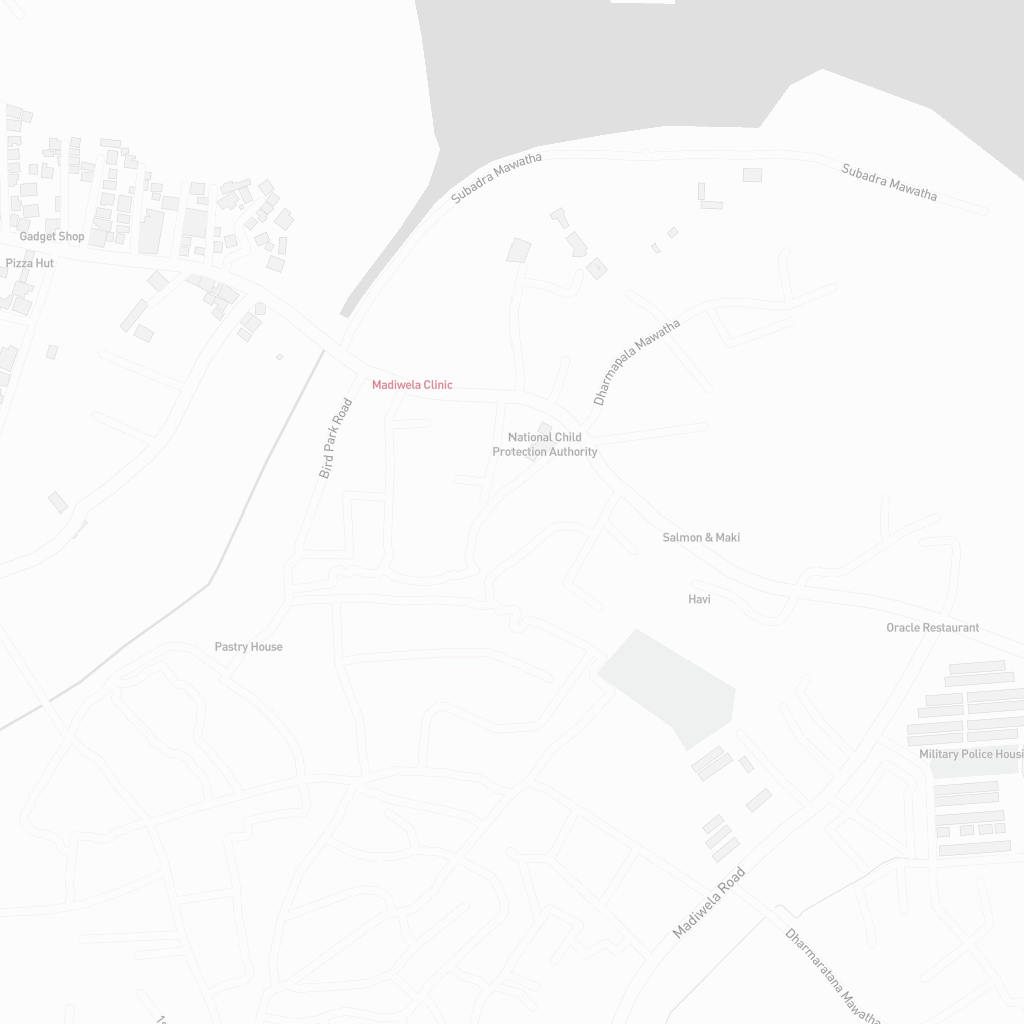 Subadra Mawatha
Subadra Mawatha
Gadget Shop
Pizza Hut
Dharmapala Mawatha
Madiwela Clinic
Bird Park Road
National Child
Protection Authority
Salmon & Maki
Havi
Oracle Restaurant
Pastry House
Military Police Housi
Madiwela Road
Dharmaratana Mawatha